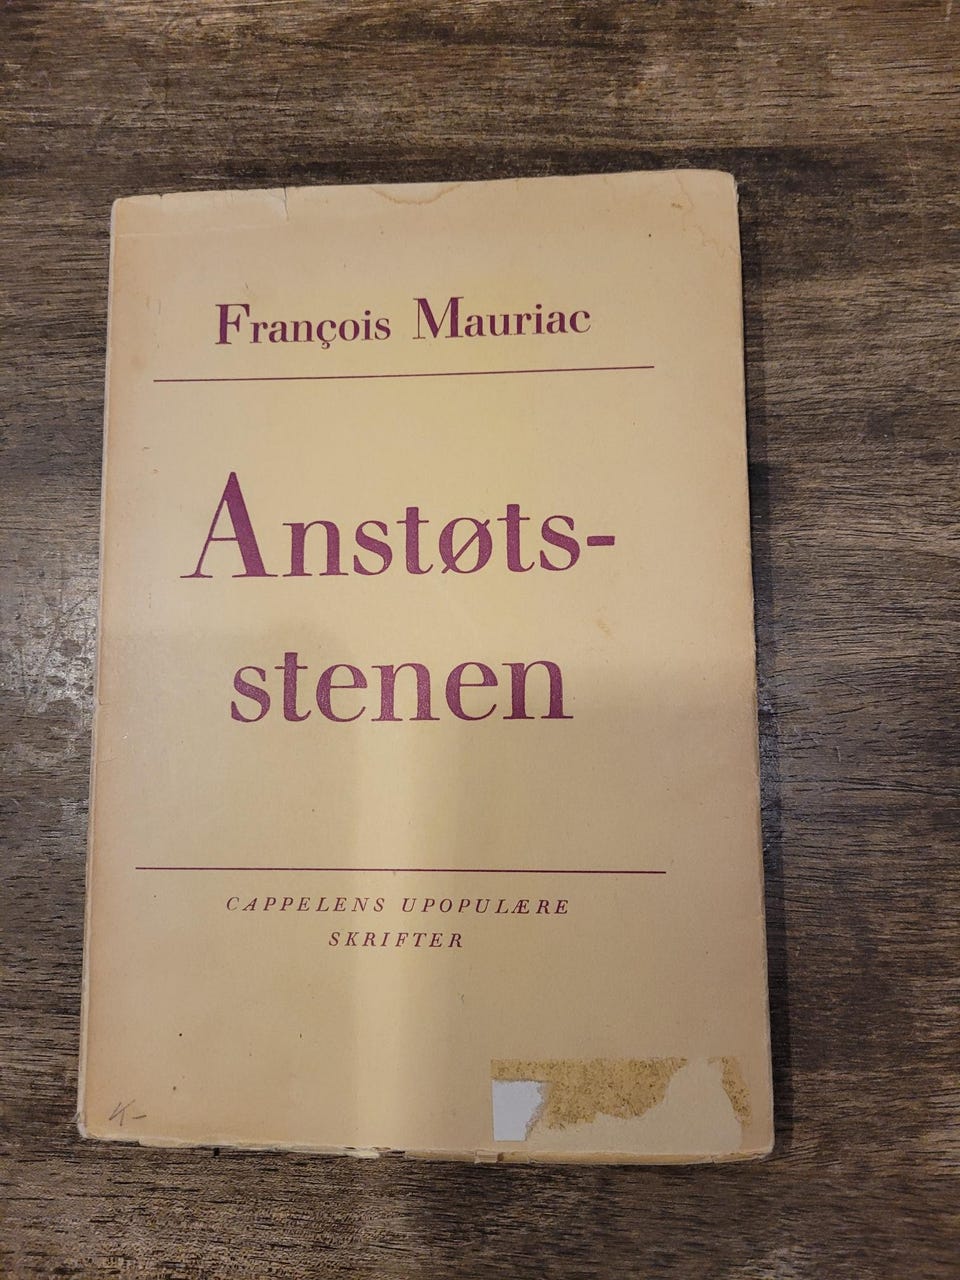 François Mauriac
Anstøts-
stenen
CAPPELENS UPOPULÆRE
SKRIFTER